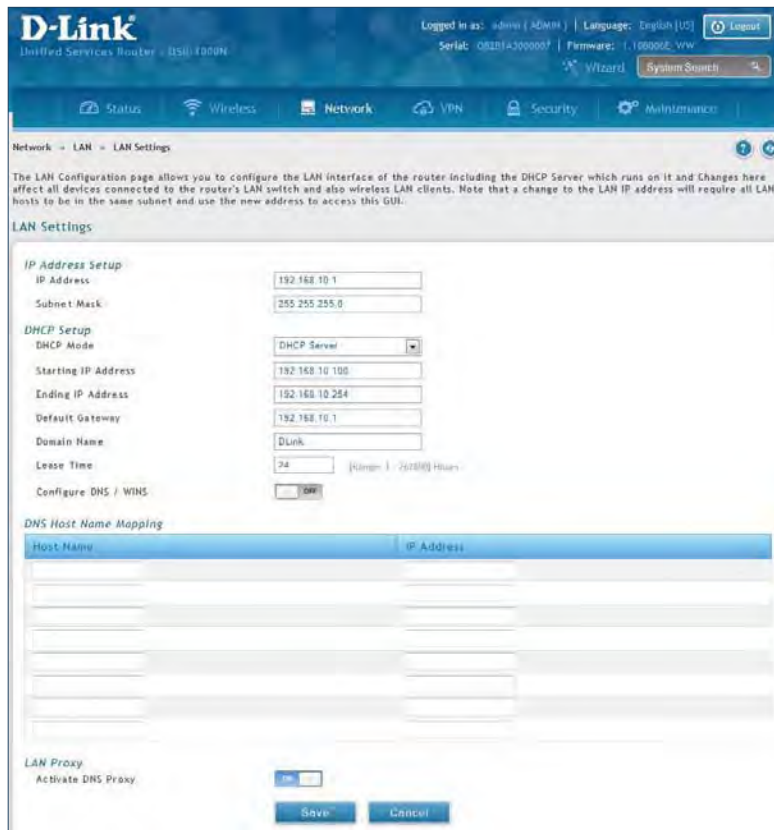 D-Link
Unified Services Router - DSR-1000N
Logged in as: admin ( ADMIN ) | Language: English [US]
Logout
Serial: Firmware:
Wizard
System Search
Status
Wireless
Network
VPN
Security
Maintenance
Network » LAN » LAN Settings
The LAN Configuration page allows you to configure the LAN interface of the router including the DHCP Server which runs on it and Changes here
affect all devices connected to the router's LAN switch and also wireless LAN clients. Note that a change to the LAN IP address will require all LAN
hosts to be in the same subnet and use the new address to access this GUI.
LAN Settings
IP Address Setup
IP Address 192.168.10.1
Subnet Mask 255.255.255.0
DHCP Setup
DHCP Mode DHCP Server
Starting IP Address 192.168.10.100
Ending IP Address 192.168.10.254
Default Gateway 192.168.10.1
Domain Name DLink
Lease Time 24 Hours
Configure DNS / WINS OFF
DNS Host Name Mapping
Host Name IP Address
LAN Proxy
Activate DNS Proxy ON
Save Cancel